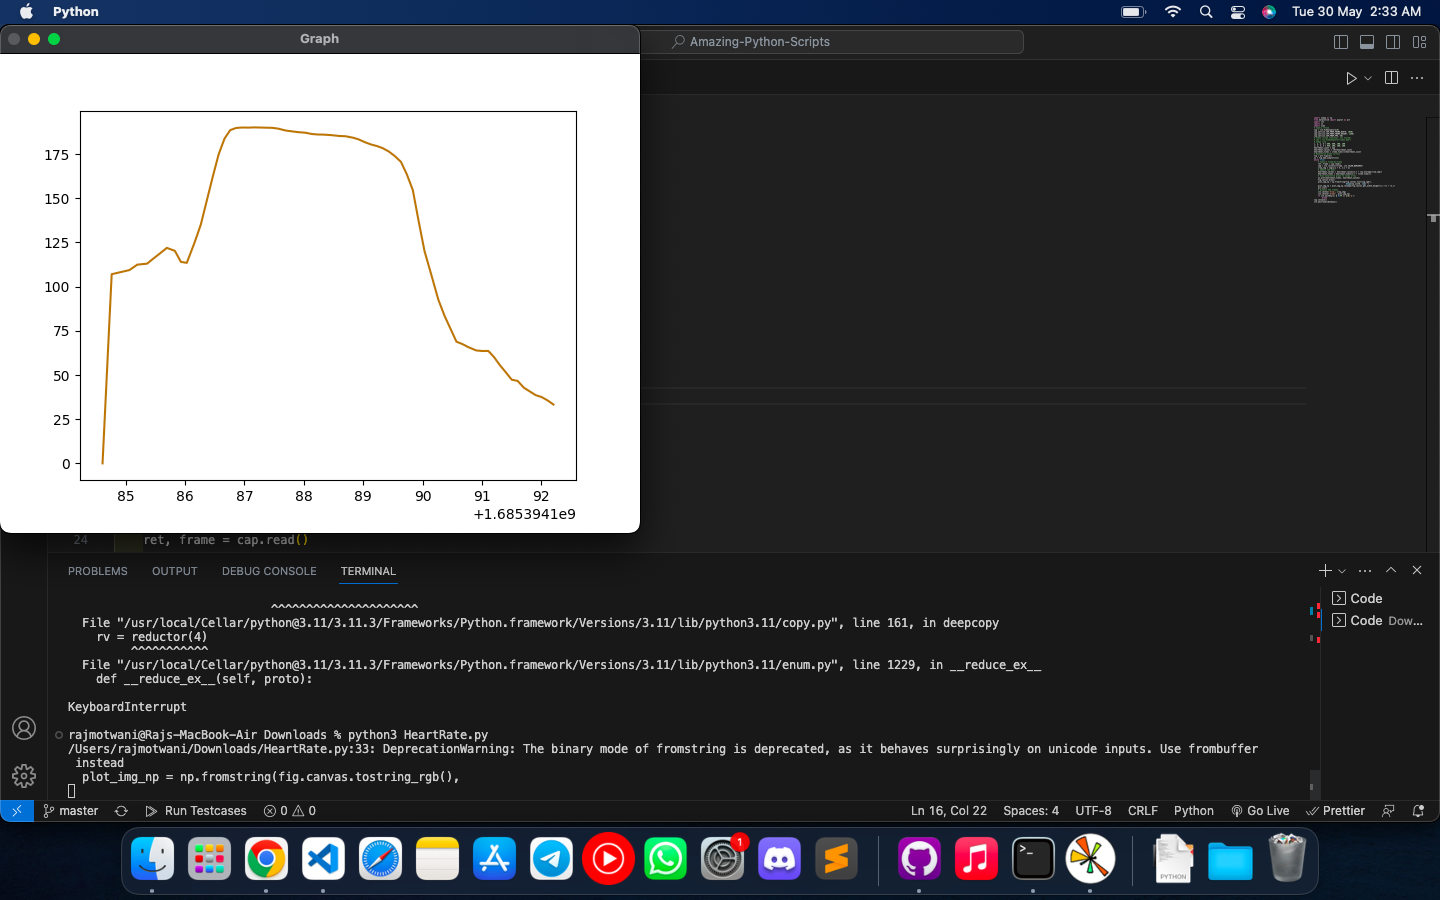 Python
Tue 30 May 2:33 AM
Graph
Amazing-Python-Scripts
175
150
125
100
75
50
25
0
85 86 87 88 89 90 91 92
+1.6853941e9
24 ret, frame = cap.read()
PROBLEMS OUTPUT DEBUG CONSOLE TERMINAL
^^^^^^^^^^^^^^^^^^^^^
File "/usr/local/Cellar/python@3.11/3.11.3/Frameworks/Python.framework/Versions/3.11/lib/python3.11/copy.py", line 161, in deepcopy
rv = reductor(4)
^^^^^^^^^^^
File "/usr/local/Cellar/python@3.11/3.11.3/Frameworks/Python.framework/Versions/3.11/lib/python3.11/enum.py", line 1229, in __reduce_ex__
def __reduce_ex__(self, proto):
KeyboardInterrupt
rajmotwani@Rajs-MacBook-Air Downloads % python3 HeartRate.py
/Users/rajmotwani/Downloads/HeartRate.py:33: DeprecationWarning: The binary mode of fromstring is deprecated, as it behaves surprisingly on unicode inputs. Use frombuffer
instead
plot_img_np = np.fromstring(fig.canvas.tostring_rgb(),
Code
Code Dow...
master Run Testcases 0 0 Ln 16, Col 22 Spaces: 4 UTF-8 CRLF Python Go Live Prettier
1
PYTHON